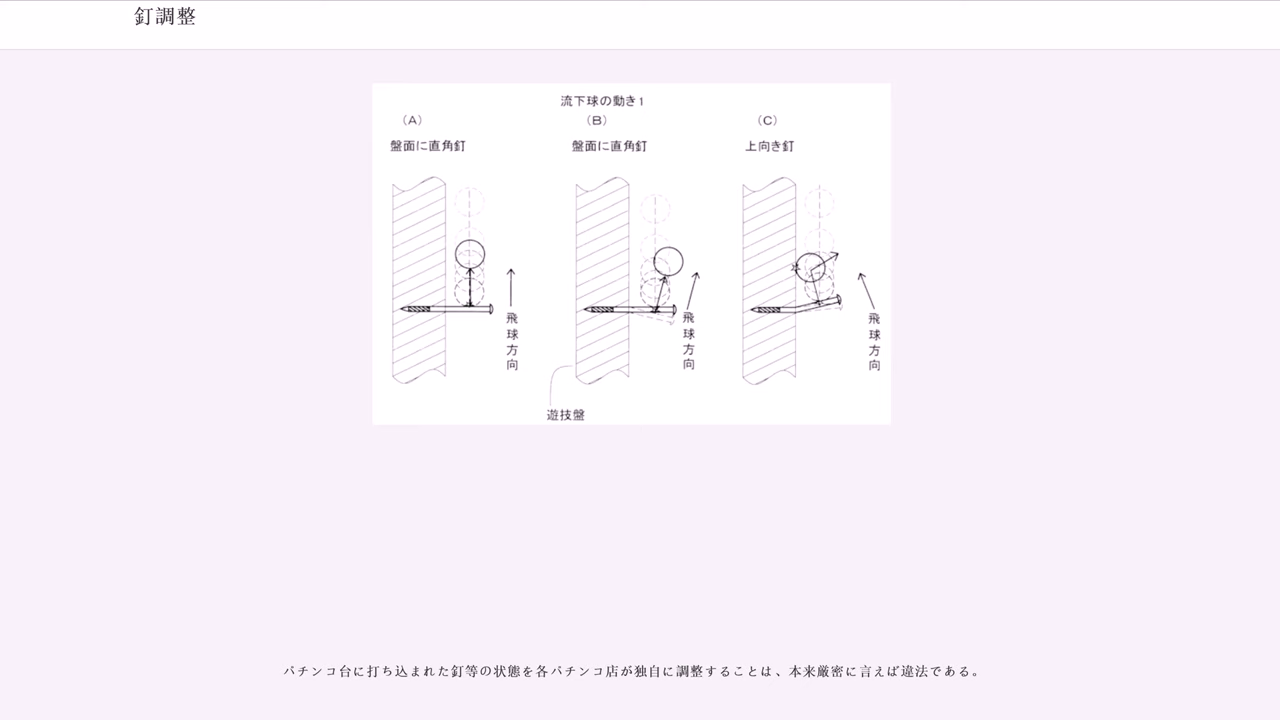 釘調整
流下球の動き1
(A)
(B)
(C)
盤面に直角釘
盤面に直角釘
上向き釘
飛球方向
飛球方向
飛球方向
遊技盤
パチンコ台に打ち込まれた釘等の状態を各パチンコ店が独自に調整することは、本来厳密に言えば違法である。